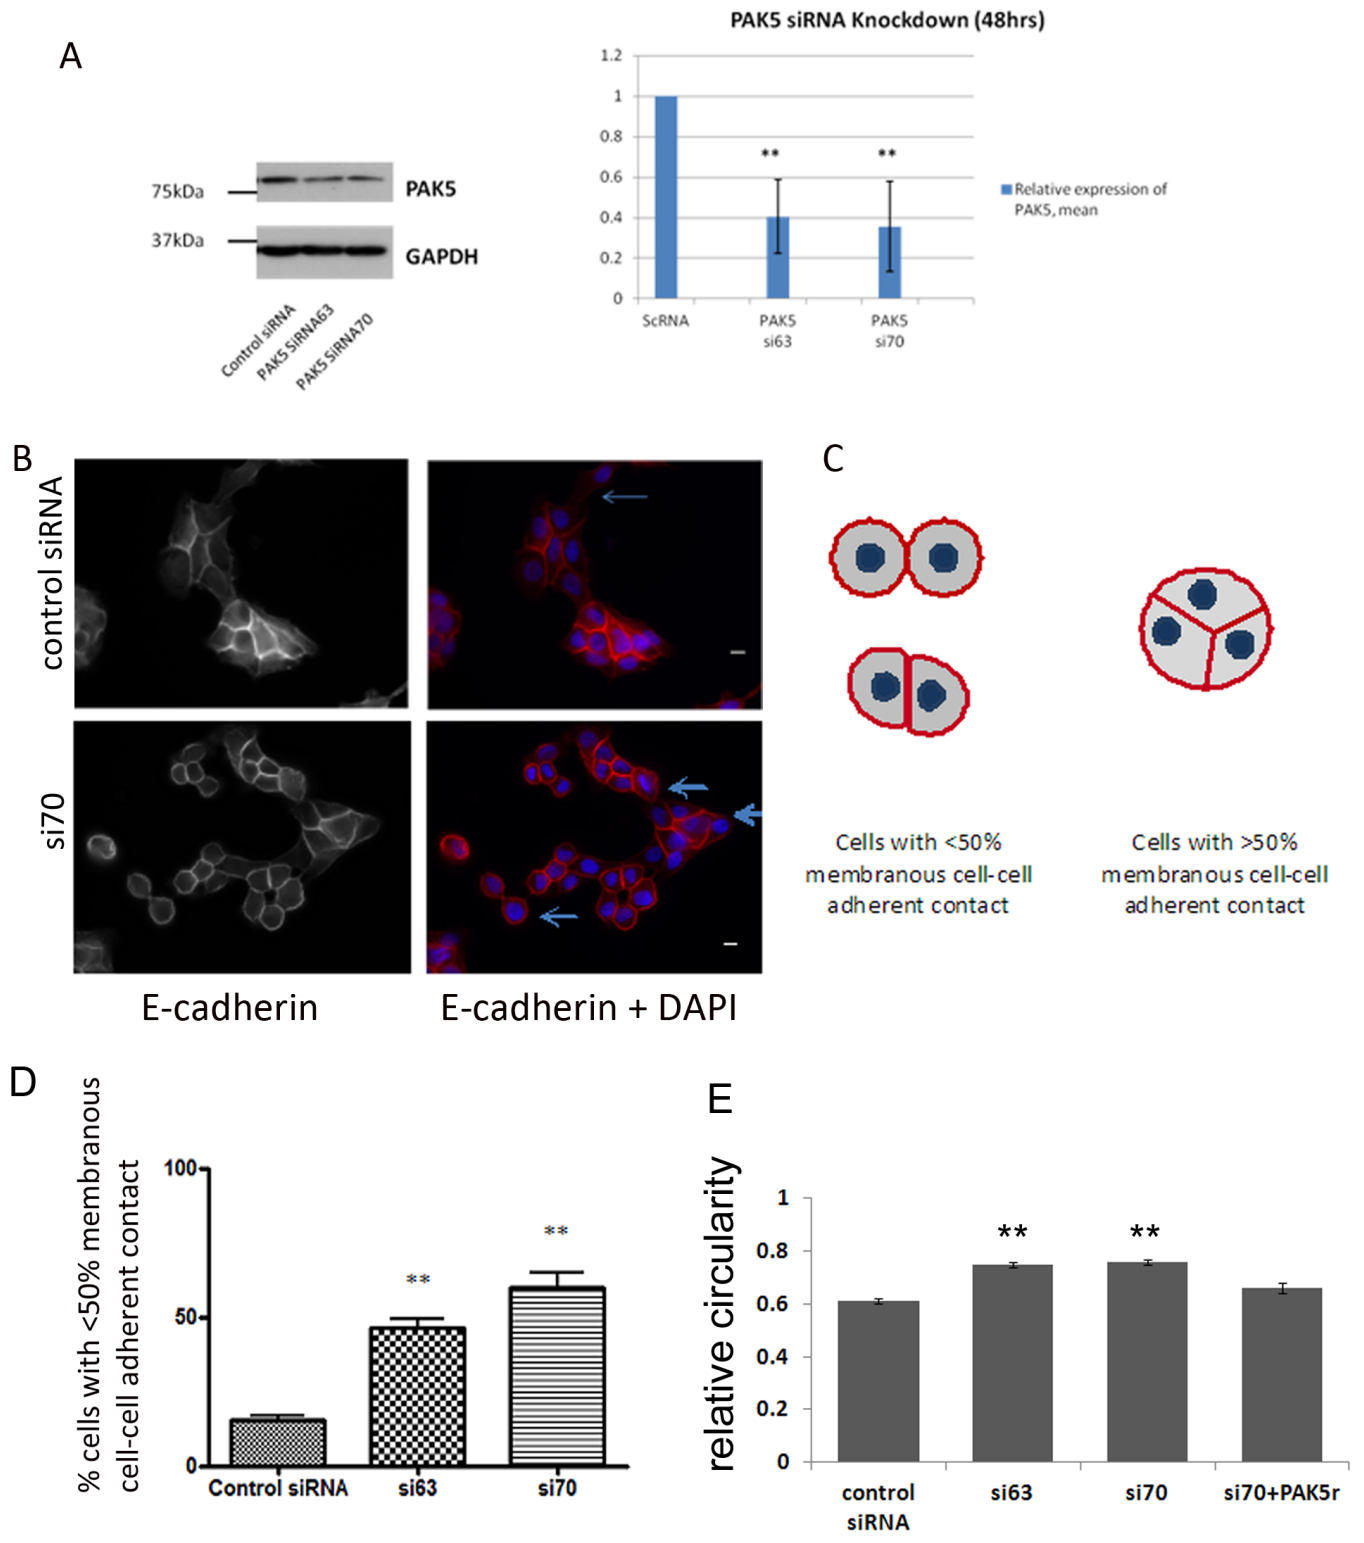 A
75kDa
37kDa
PAK5
GAPDH
Control siRNA
PAK5 SiRNA63
PAK5 SiRNA70
PAK5 siRNA Knockdown (48hrs)
1.2
1
0.8
0.6
0.4
0.2
0
**
**
ScRNA
PAK5
si63
PAK5
si70
Relative expression of
PAK5, mean
B
control siRNA
si70
E-cadherin
E-cadherin + DAPI
C
Cells with <50%
membranous cell-cell
adherent contact
Cells with >50%
membranous cell-cell
adherent contact
D
% cells with <50% membranous
cell-cell adherent contact
100
50
0
**
**
Control siRNA
si63
si70
E
relative circularity
1
0.8
0.6
0.4
0.2
0
**
**
control
siRNA
si63
si70
si70+PAK5r